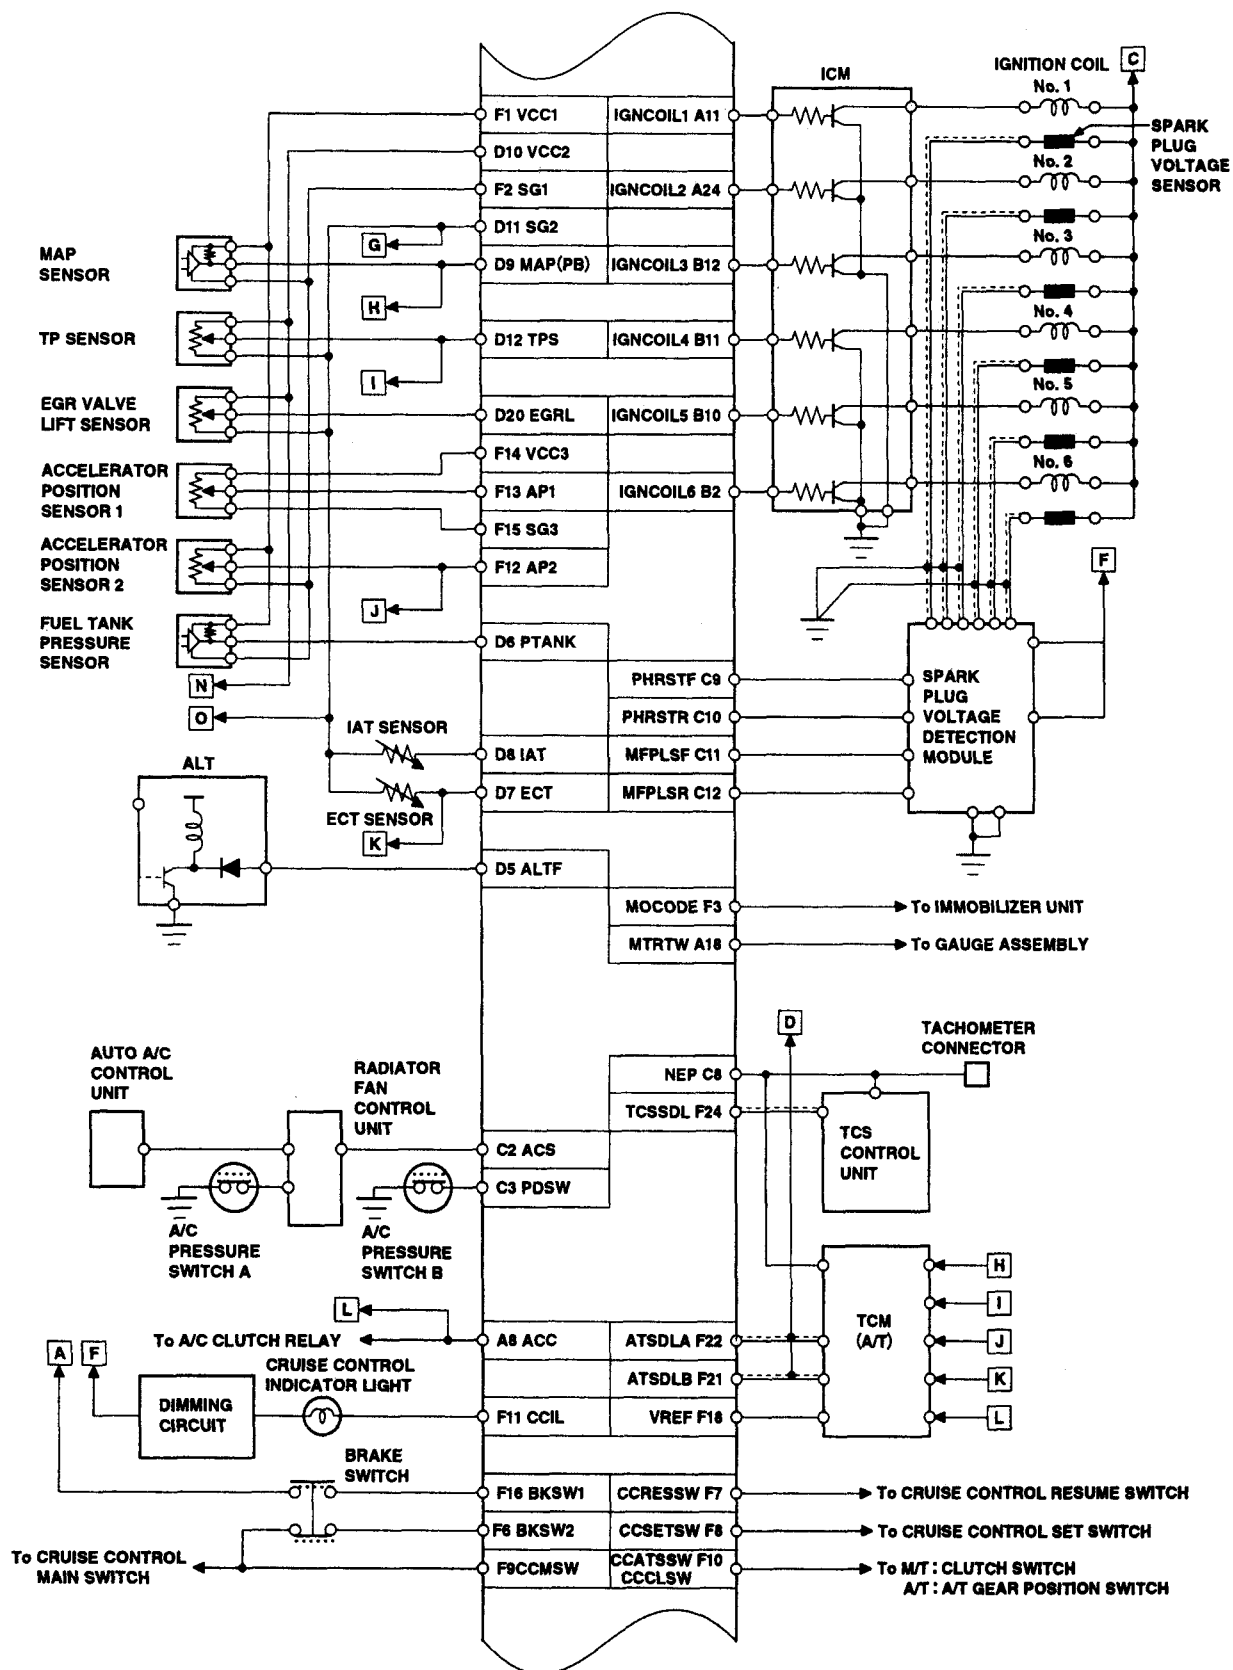 ICM
IGNITION COIL
C
No. 1
F1 VCC1
IGNCOIL1 A11
SPARK
PLUG
VOLTAGE
SENSOR
D10 VCC2
No. 2
F2 SG1
IGNCOIL2 A24
D11 SG2
G
No. 3
MAP
SENSOR
D9 MAP(PB)
IGNCOIL3 B12
H
No. 4
TP SENSOR
D12 TPS
IGNCOIL4 B11
I
No. 5
EGR VALVE
LIFT SENSOR
D20 EGRL
IGNCOIL5 B10
F14 VCC3
No. 6
ACCELERATOR
POSITION
SENSOR 1
F13 AP1
IGNCOIL6 B2
F15 SG3
ACCELERATOR
POSITION
SENSOR 2
F12 AP2
F
J
FUEL TANK
PRESSURE
SENSOR
D6 PTANK
N
PHRSTF C9
SPARK
PLUG
VOLTAGE
DETECTION
MODULE
O
PHRSTR C10
IAT SENSOR
D8 IAT
MFPLSF C11
ALT
D7 ECT
MFPLSR C12
ECT SENSOR
K
D5 ALTF
MOCODE F3
To IMMOBILIZER UNIT
MTRTW A18
To GAUGE ASSEMBLY
D
TACHOMETER
CONNECTOR
AUTO A/C
CONTROL
UNIT
RADIATOR
FAN
CONTROL
UNIT
NEP C8
TCSSDL F24
TCS
CONTROL
UNIT
C2 ACS
C3 PDSW
A/C
PRESSURE
SWITCH A
A/C
PRESSURE
SWITCH B
H
L
I
TCM
(A/T)
To A/C CLUTCH RELAY
A8 ACC
ATSDLA F22
J
A
F
CRUISE CONTROL
INDICATOR LIGHT
ATSDLB F21
K
DIMMING
CIRCUIT
F11 CCIL
VREF F18
L
BRAKE
SWITCH
F16 BKSW1
CCRESSW F7
To CRUISE CONTROL RESUME SWITCH
F6 BKSW2
CCSETSW F8
To CRUISE CONTROL SET SWITCH
To CRUISE CONTROL
MAIN SWITCH
F9CCMSW
CCATSSW F10
CCCLSW
To M/T : CLUTCH SWITCH
A/T : A/T GEAR POSITION SWITCH